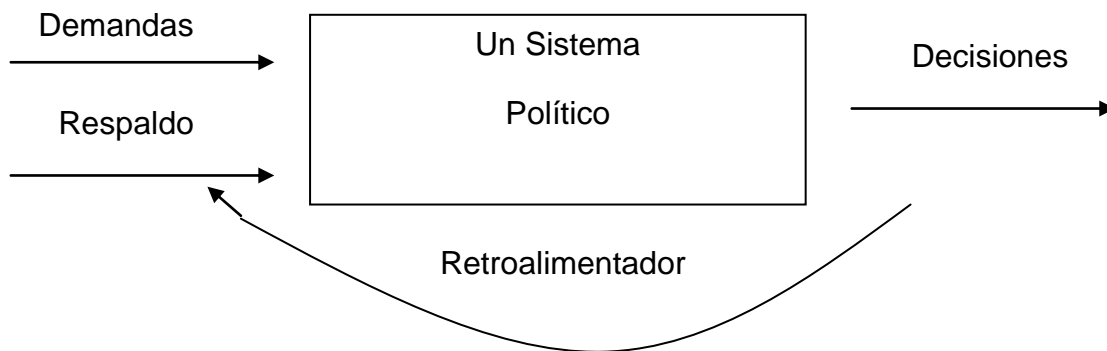 Demandas
Respaldo
Un Sistema
Político
Decisiones
Retroalimentador